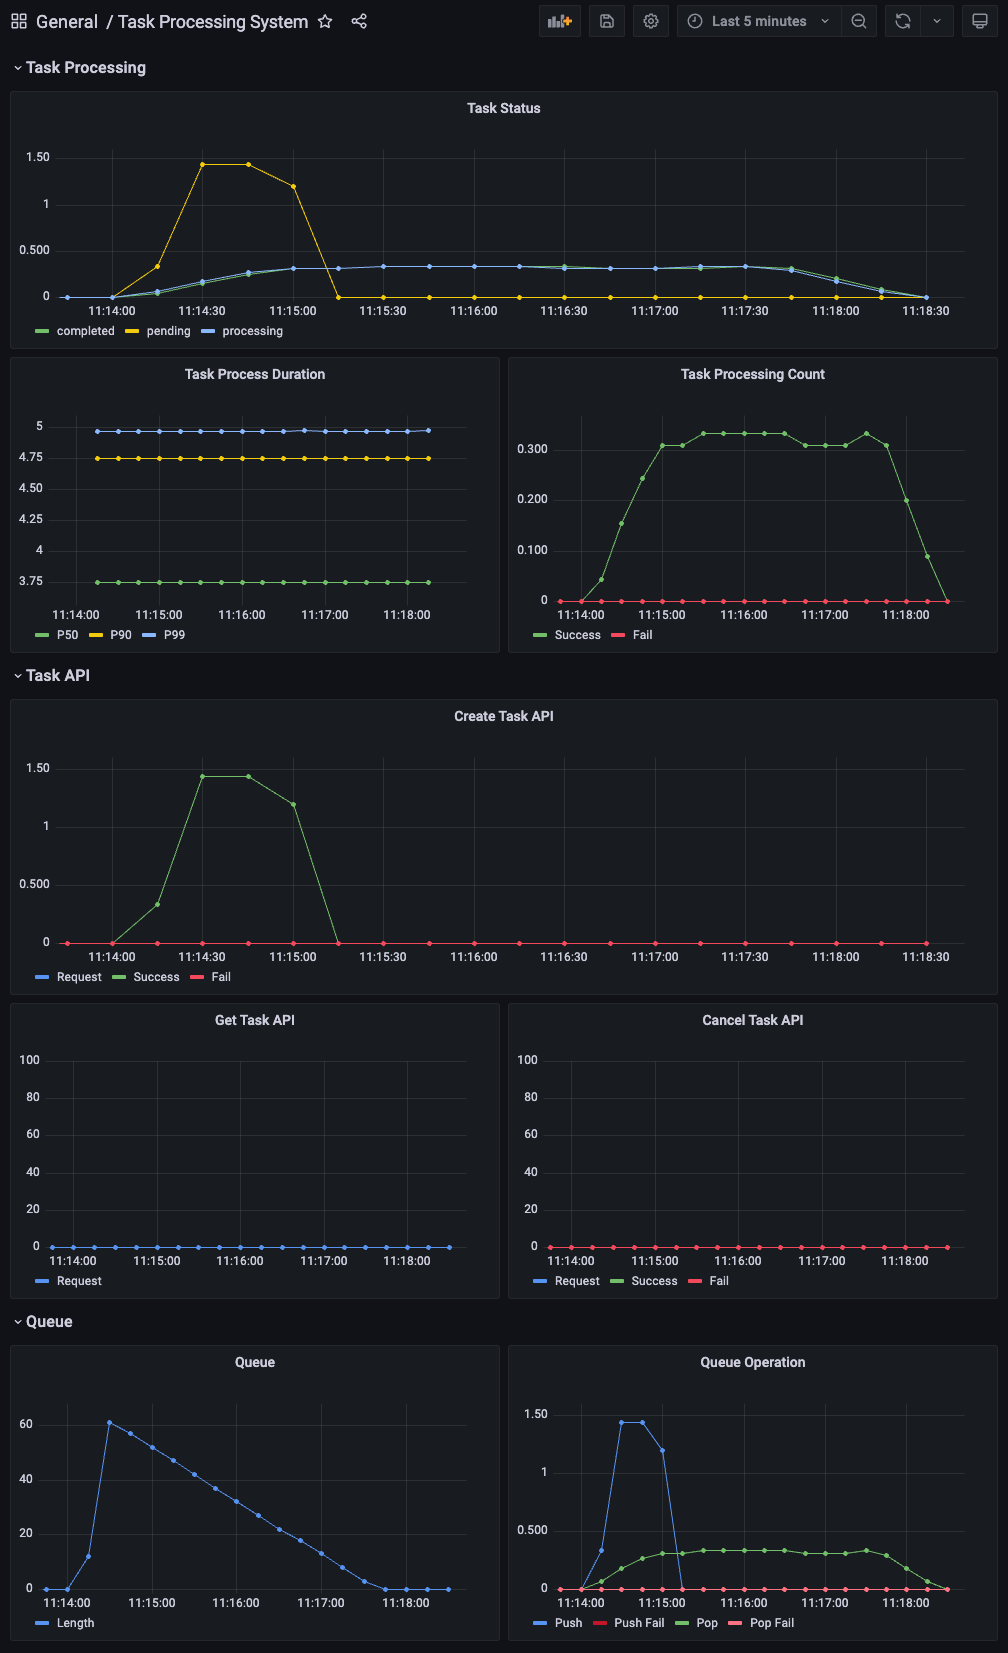 General / Task Processing System
Last 5 minutes
Task Processing
Task Status
1.50
1
0.500
0
11:14:00 11:14:30 11:15:00 11:15:30 11:16:00 11:16:30 11:17:00 11:17:30 11:18:00 11:18:30
completed pending processing
Task Process Duration
5
4.75
4.50
4.25
4
3.75
11:14:00 11:15:00 11:16:00 11:17:00 11:18:00
P50 P90 P99
Task Processing Count
0.300
0.200
0.100
0
11:14:00 11:15:00 11:16:00 11:17:00 11:18:00
Success Fail
Task API
Create Task API
1.50
1
0.500
0
11:14:00 11:14:30 11:15:00 11:15:30 11:16:00 11:16:30 11:17:00 11:17:30 11:18:00 11:18:30
Request Success Fail
Get Task API
100
80
60
40
20
0
11:14:00 11:15:00 11:16:00 11:17:00 11:18:00
Request
Cancel Task API
100
80
60
40
20
0
11:14:00 11:15:00 11:16:00 11:17:00 11:18:00
Request Success Fail
Queue
Queue
60
40
20
0
11:14:00 11:15:00 11:16:00 11:17:00 11:18:00
Length
Queue Operation
1.50
1
0.500
0
11:14:00 11:15:00 11:16:00 11:17:00 11:18:00
Push Push Fail Pop Pop Fail